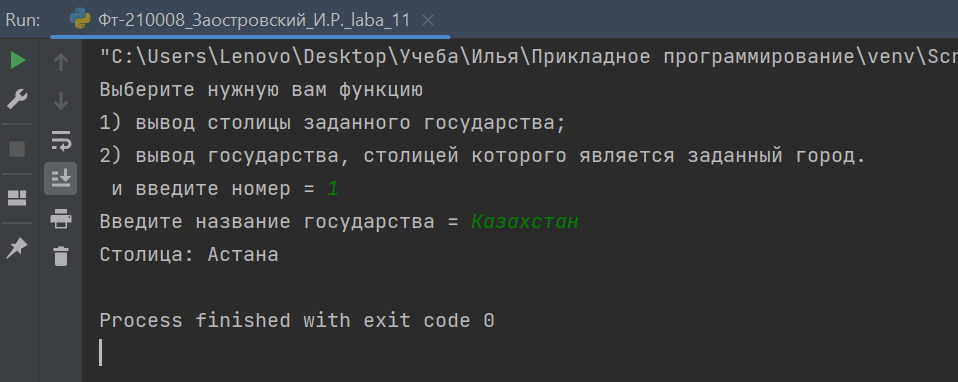 Run: Фт-210008_Заостровский_И.Р._laba_11
"C:\Users\Lenovo\Desktop\Учеба\Илья\Прикладное программирование\venv\Scr
Выберите нужную вам функцию
1) вывод столицы заданного государства;
2) вывод государства, столицей которого является заданный город.
и введите номер = 1
Введите название государства = Казахстан
Столица: Астана
Process finished with exit code 0